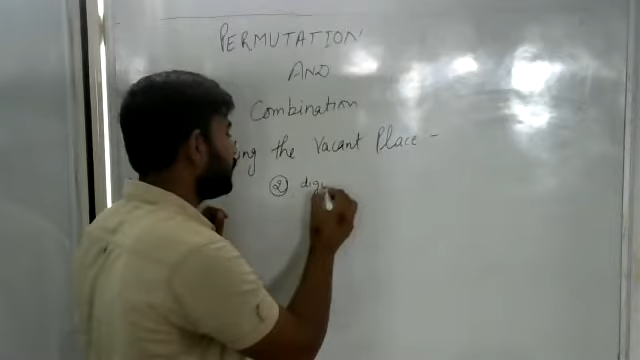 PERMUTATION
AND
Combination
the Vacant Place -
②